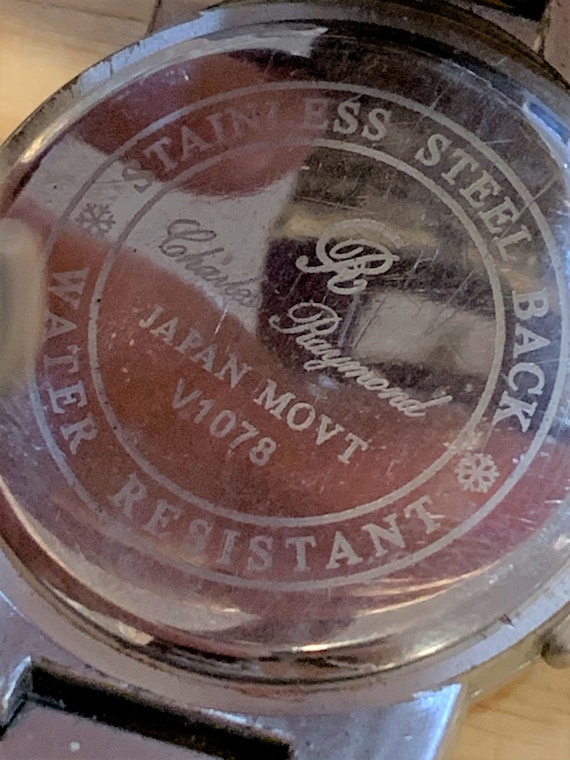 STAINLESS STEEL BACK
WATER RESISTANT
CR
Charles Raymond
JAPAN MOVT
V1078